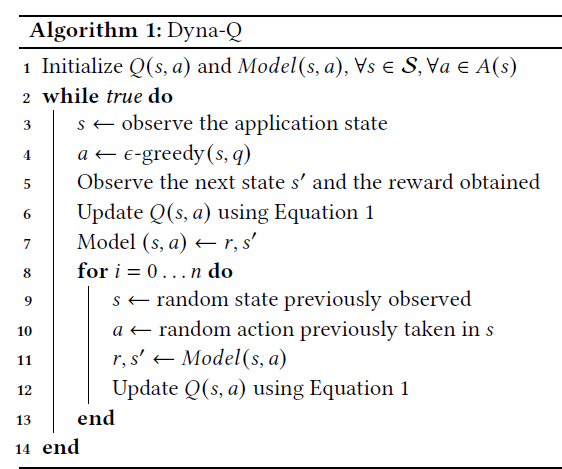 Algorithm 1: Dyna-Q
1 Initialize Q(s, a) and Model(s, a), ∀s ∈ S, ∀a ∈ A(s)
2 while true do
3 s ← observe the application state
4 a ← ϵ-greedy(s, q)
5 Observe the next state s′ and the reward obtained
6 Update Q(s, a) using Equation 1
7 Model (s, a) ← r, s′
8 for i = 0 . . . n do
9 s ← random state previously observed
10 a ← random action previously taken in s
11 r, s′ ← Model(s, a)
12 Update Q(s, a) using Equation 1
13 end
14 end